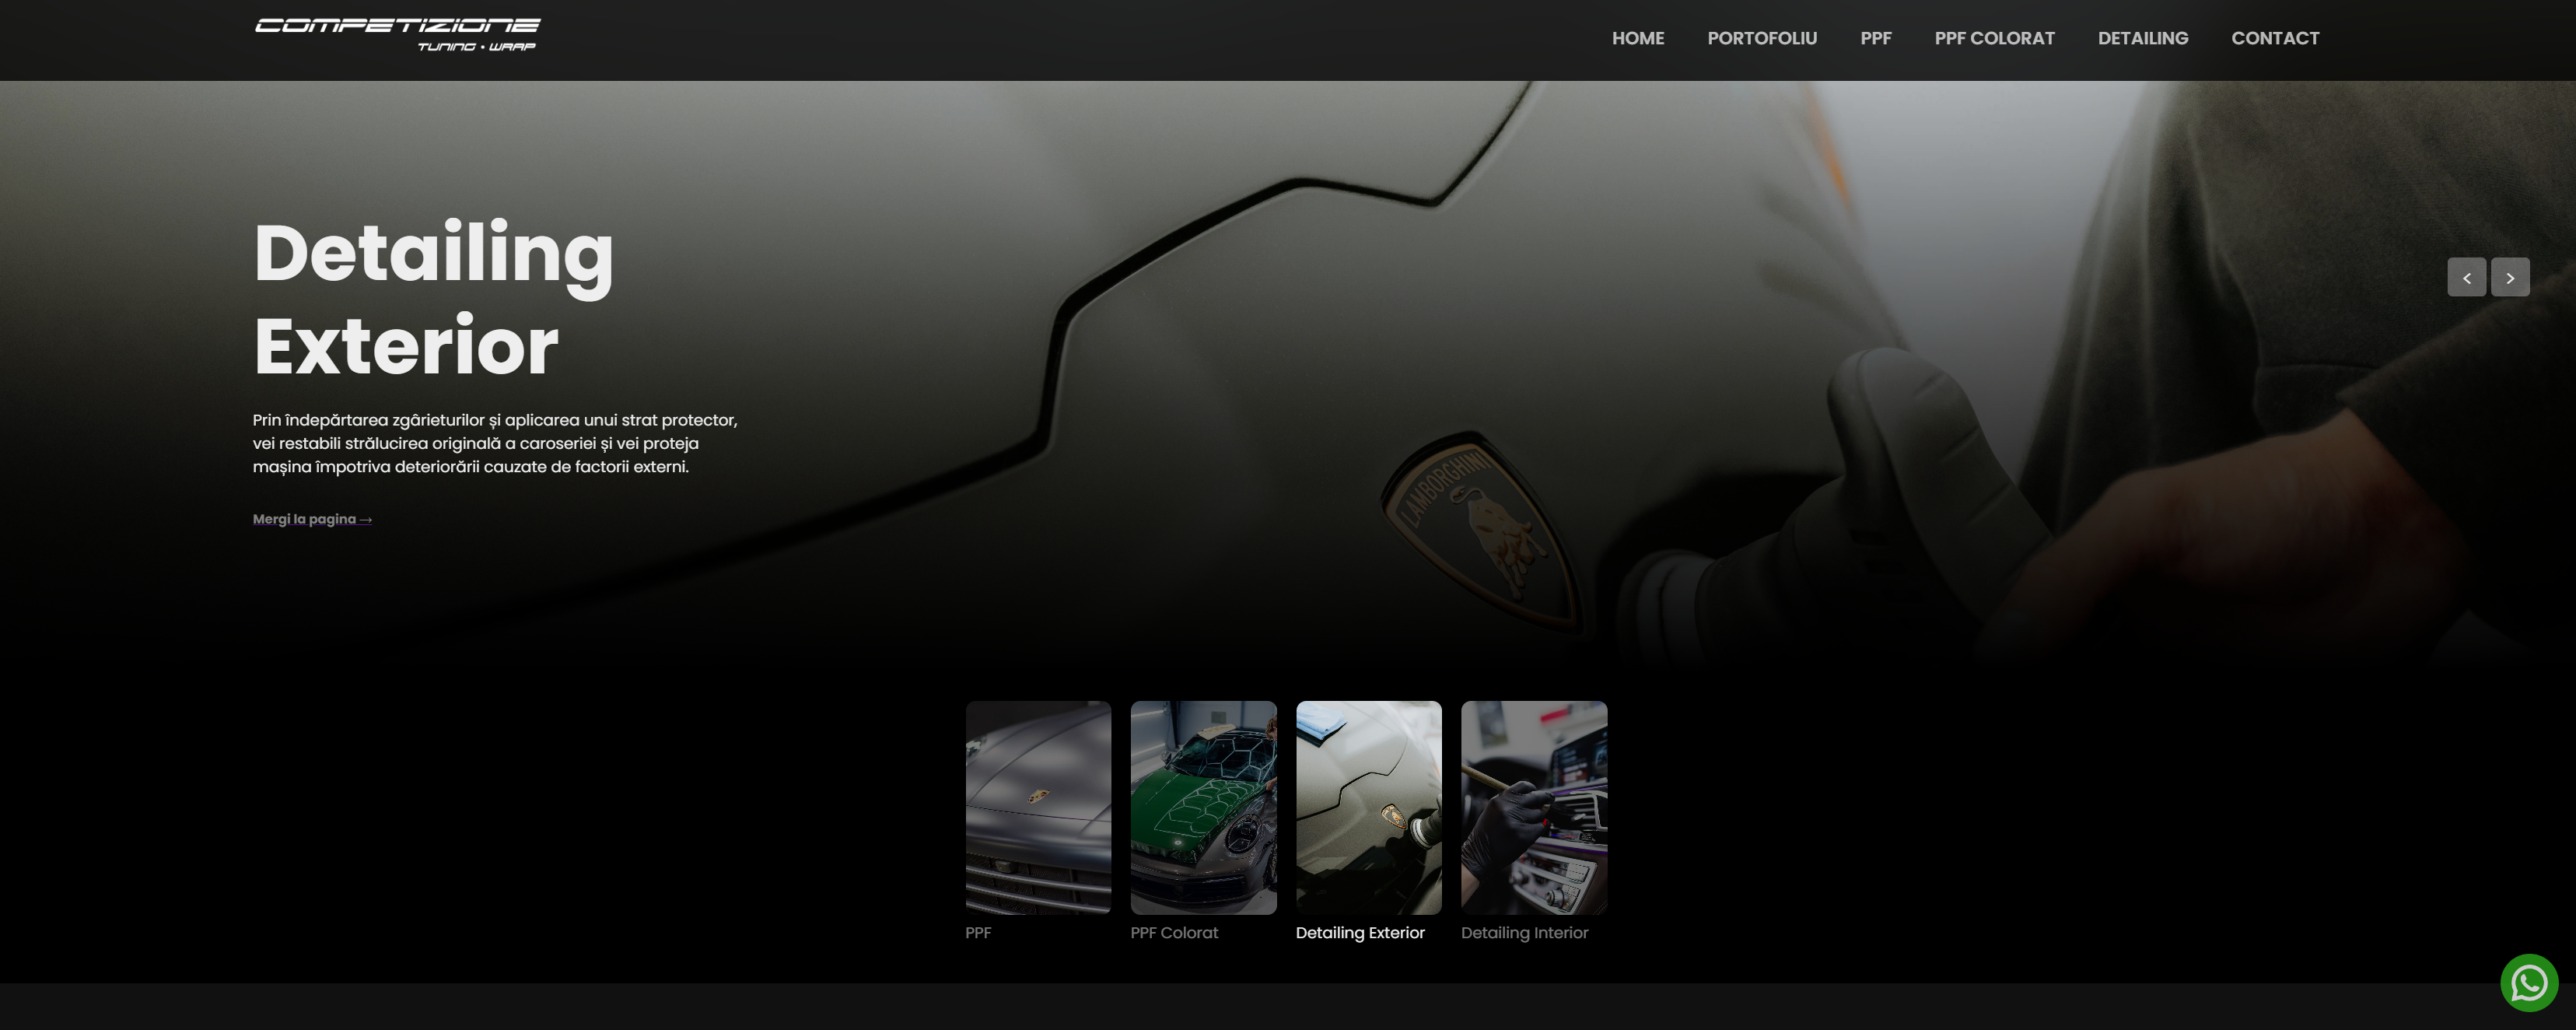 COMPETIZIONE
TUNING • WRAP
HOME
PORTOFOLIU
PPF
PPF COLORAT
DETAILING
CONTACT
Detailing
Exterior
Prin îndepărtarea zgârieturilor și aplicarea unui strat protector,
vei restabili strălucirea originală a caroseriei și vei proteja
mașina împotriva deteriorării cauzate de factorii externi.
Mergi la pagina →
LAMBORGHINI
PPF
PPF Colorat
Detailing Exterior
Detailing Interior